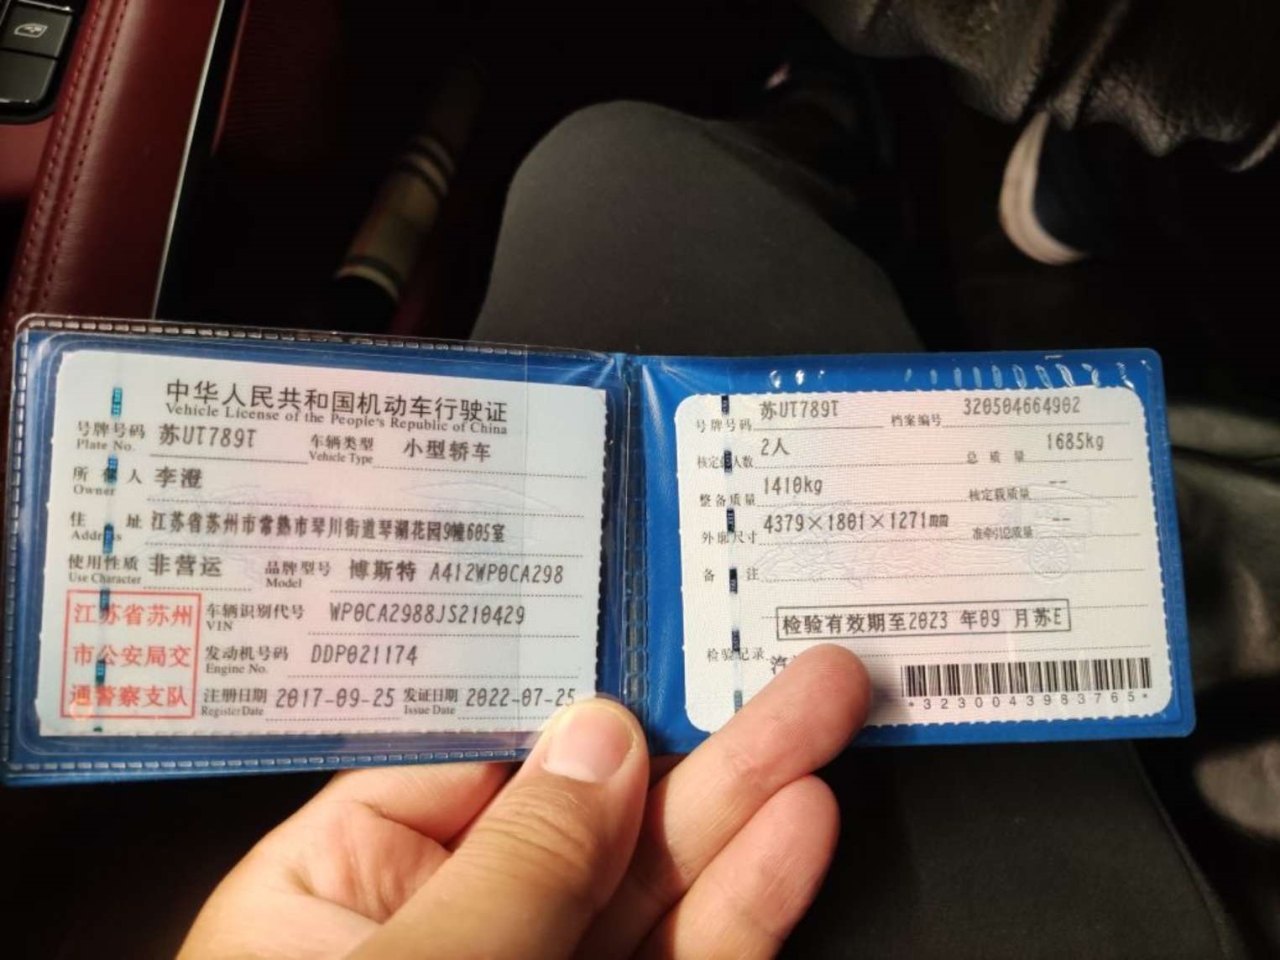 中华人民共和国机动车行驶证
Vehicle License of the People's Republic of China
号牌号码 苏UT789T 车辆类型 小型轿车
Plate No. Vehicle Type
所有人 李澄
Owner
住址 江苏省苏州市常熟市琴川街道琴湖花园9幢605室
Address
使用性质 非营运 品牌型号 博斯特 A412WP0CA298
Use Character Model
江苏省苏州
市公安局交
通警察支队
车辆识别代号 WP0CA2988JS210429
VIN
发动机号码 DDP021174
Engine No.
注册日期 2017-09-25 发证日期 2022-07-25
Register Date Issue Date
号牌号码 苏UT789T 档案编号 320504664902
核定载人数 2人 总质量 1685kg
整备质量 1410kg 核定载质量 --
外廓尺寸 4379×1801×1271mm 准牵引总质量 --
备注
检验有效期至2023 年09 月苏E
检验记录
*3230043983765*